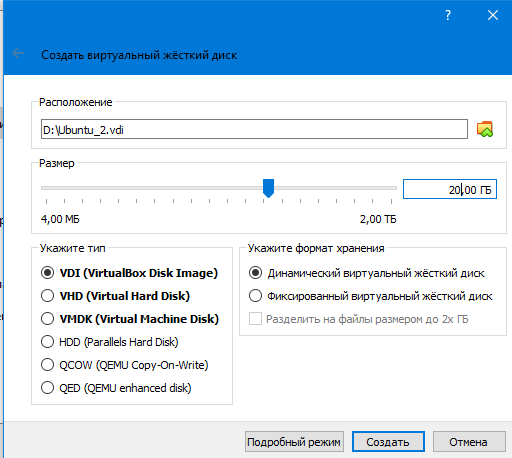 ?
Создать виртуальный жёсткий диск
Расположение
D:\Ubuntu_2.vdi
Размер
20,00 ГБ
4,00 МБ 2,00 ТБ
Укажите тип Укажите формат хранения
VDI (VirtualBox Disk Image) Динамический виртуальный жёсткий диск
VHD (Virtual Hard Disk) Фиксированный виртуальный жёсткий диск
VMDK (Virtual Machine Disk) Разделить на файлы размером до 2х ГБ
HDD (Parallels Hard Disk)
QCOW (QEMU Copy-On-Write)
QED (QEMU enhanced disk)
Подробный режим Создать Отмена